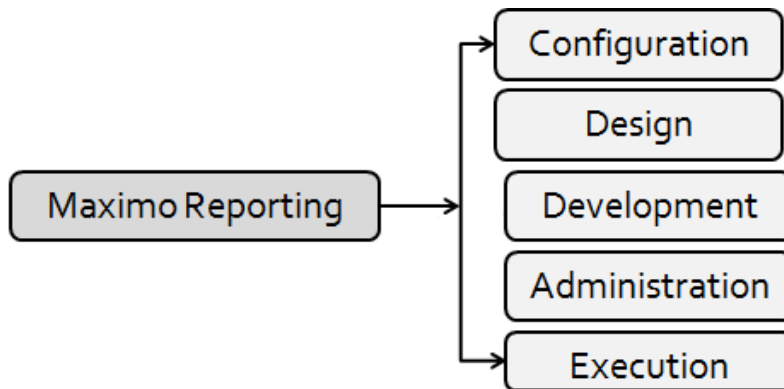 Configuration
Design
Maximo Reporting
Development
Administration
Execution